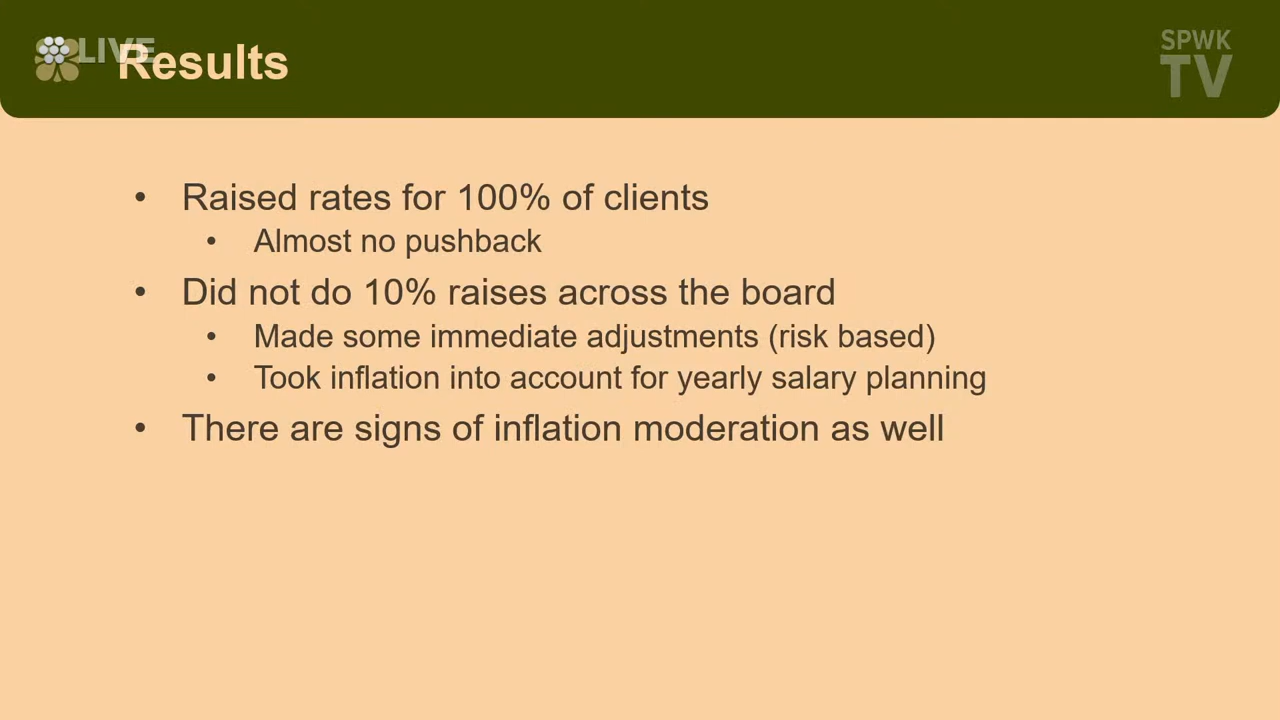 LIVE
Results
SPWK
TV
• Raised rates for 100% of clients
• Almost no pushback
• Did not do 10% raises across the board
• Made some immediate adjustments (risk based)
• Took inflation into account for yearly salary planning
• There are signs of inflation moderation as well